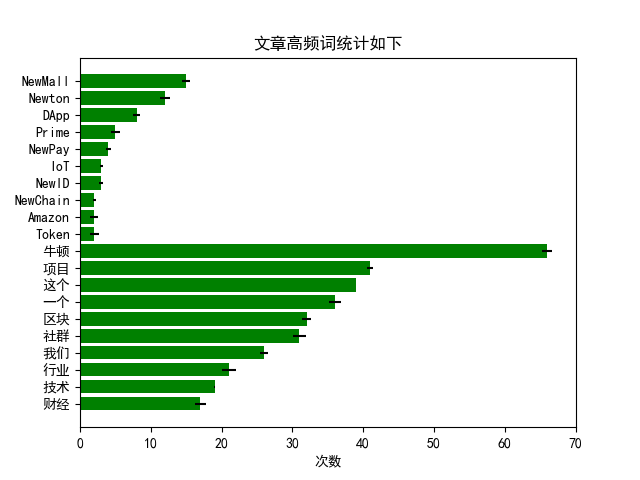 文章高频词统计如下
NewMall
Newton
DApp
Prime
NewPay
IoT
NewID
NewChain
Amazon
Token
牛顿
项目
这个
一个
区块
社群
我们
行业
技术
财经
0 10 20 30 40 50 60 70
次数